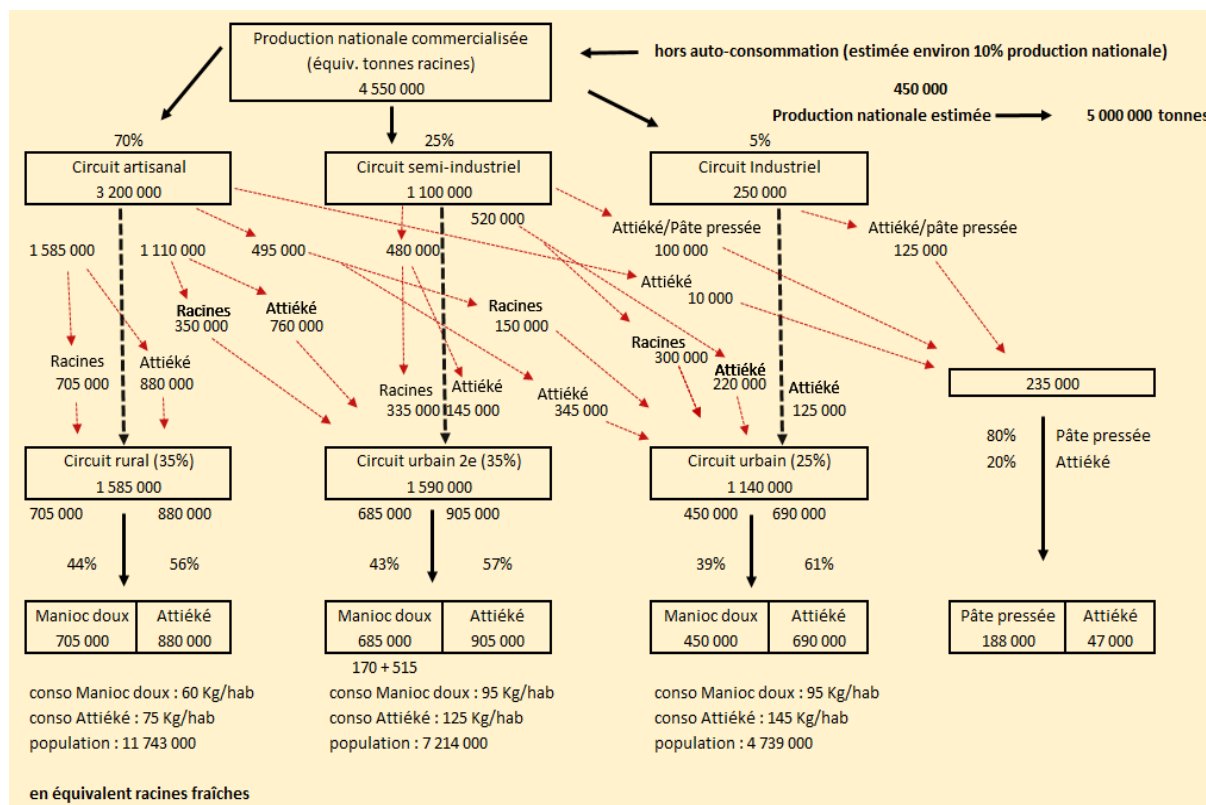 Production nationale commercialisée
(équiv. tonnes racines)
4 550 000
hors auto-consommation (estimée environ 10% production nationale)
450 000
Production nationale estimée
5 000 000 tonnes
70%
25%
5%
Circuit artisanal
3 200 000
Circuit semi-industriel
1 100 000
Circuit Industriel
250 000
520 000
Attiéké/Pâte pressée
100 000
Attiéké/pâte pressée
125 000
1 585 000
1 110 000
495 000
480 000
Attiéké
10 000
Racines
350 000
Attiéké
760 000
Racines
150 000
Racines
300 000
Racines
705 000
Attiéké
880 000
Racines
335 000
Attiéké
145 000
Attiéké
345 000
Attiéké
220 000
Attiéké
125 000
235 000
80% Pâte pressée
20% Attiéké
Circuit rural (35%)
1 585 000
Circuit urbain 2e (35%)
1 590 000
Circuit urbain (25%)
1 140 000
705 000 880 000
685 000 905 000
450 000 690 000
44% 56%
43% 57%
39% 61%
Manioc doux Attiéké
705 000 880 000
Manioc doux Attiéké
685 000 905 000
170 + 515
Manioc doux Attiéké
450 000 690 000
Pâte pressée Attiéké
188 000 47 000
conso Manioc doux : 60 Kg/hab
conso Attiéké : 75 Kg/hab
population : 11 743 000
conso Manioc doux : 95 Kg/hab
conso Attiéké : 125 Kg/hab
population : 7 214 000
conso Manioc doux : 95 Kg/hab
conso Attiéké : 145 Kg/hab
population : 4 739 000
en équivalent racines fraîches